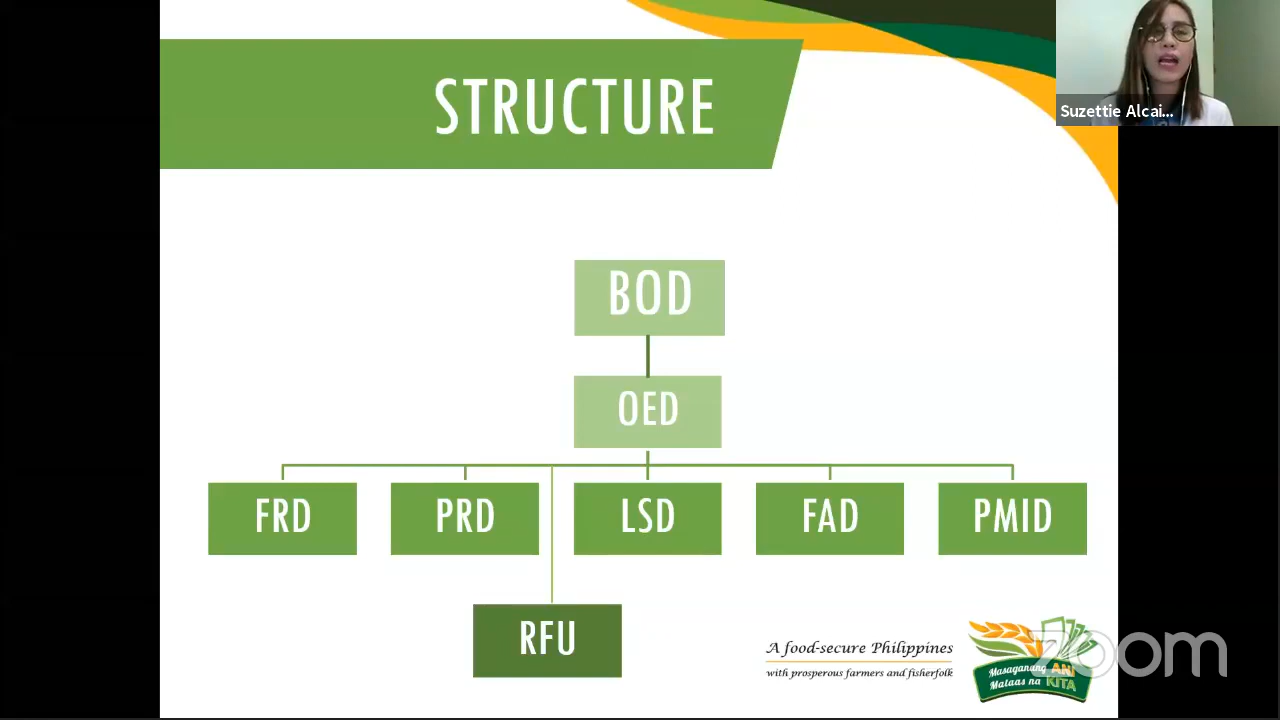 STRUCTURE
Suzettie Alcai...
BOD
OED
FRD
PRD
LSD
FAD
PMID
RFU
A food-secure Philippines
with prosperous farmers and fisherfolk
Masaganang ANI
Mataas na KITA
zoom